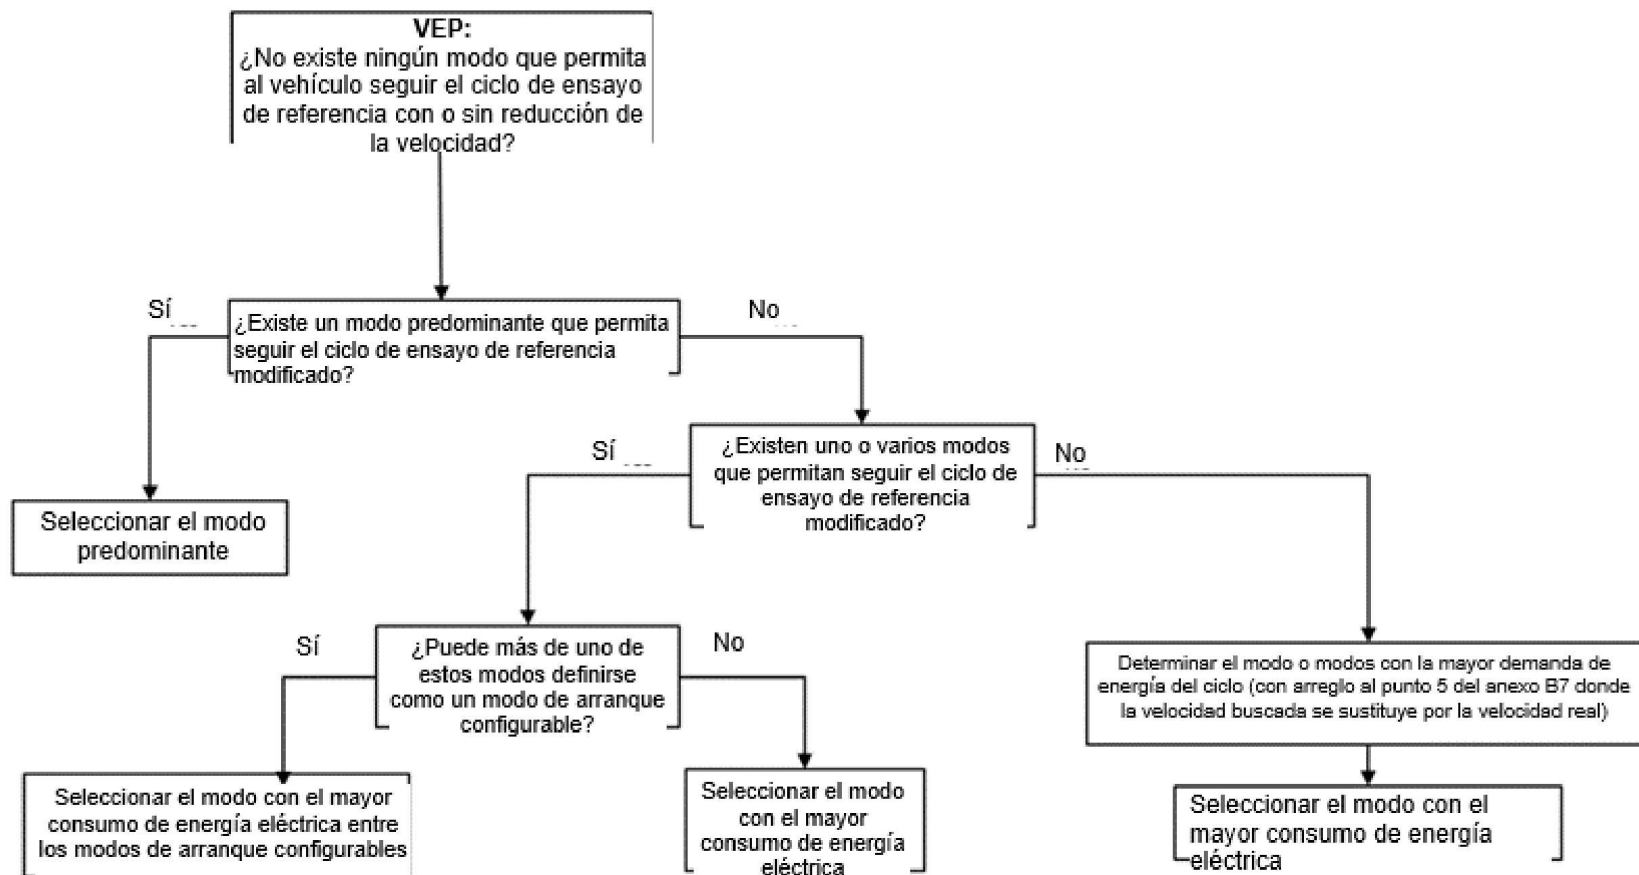 VEP:
¿No existe ningún modo que permita
al vehículo seguir el ciclo de ensayo
de referencia con o sin reducción de
la velocidad?
Sí
No
¿Existe un modo predominante que permita
seguir el ciclo de ensayo de referencia
modificado?
Sí
No
¿Existen uno o varios modos
que permitan seguir el ciclo de
ensayo de referencia
modificado?
Seleccionar el modo
predominante
Sí
No
¿Puede más de uno de
estos modos definirse
como un modo de arranque
configurable?
Determinar el modo o modos con la mayor demanda de
energía del ciclo (con arreglo al punto 5 del anexo B7 donde
la velocidad buscada se sustituye por la velocidad real)
Seleccionar el modo con el mayor
consumo de energía eléctrica entre
los modos de arranque configurables
Seleccionar el modo
con el mayor
consumo de energía
eléctrica
Seleccionar el modo con el
mayor consumo de energía
eléctrica